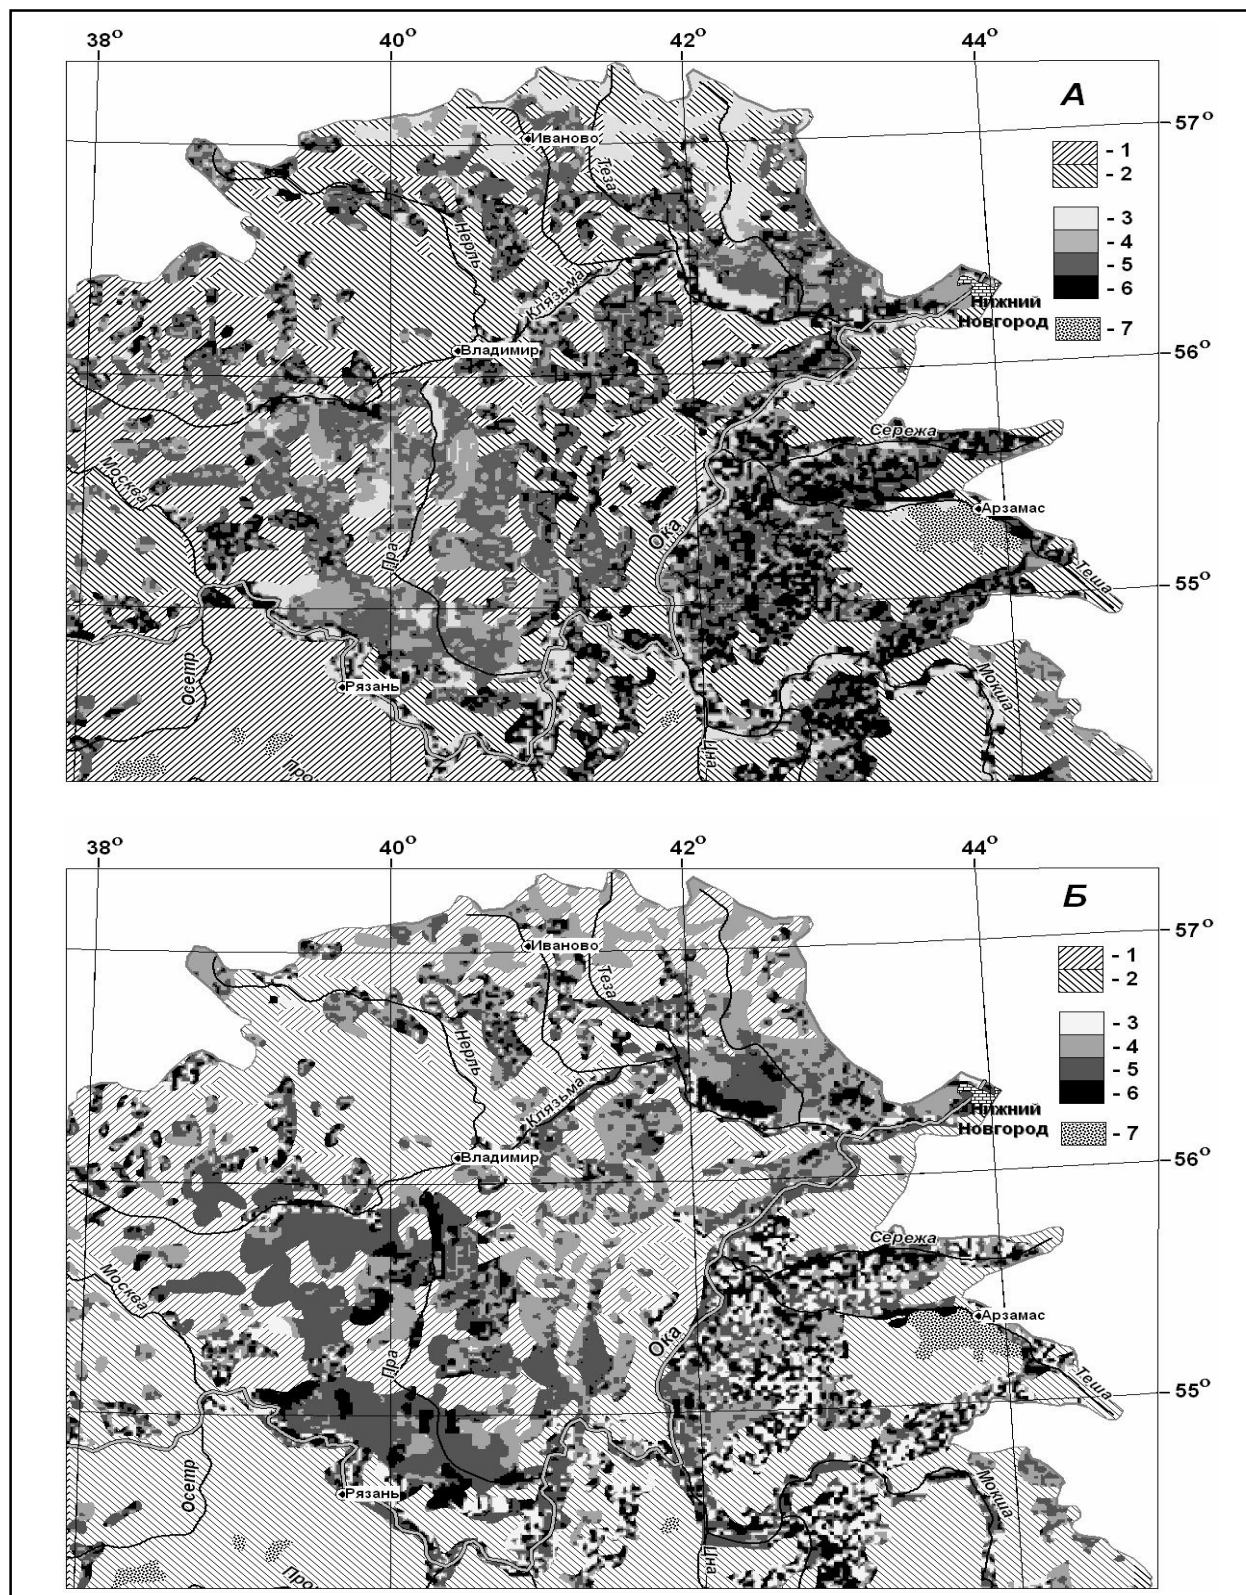 38° 40° 42° 44°
А
57°
- 1
- 2
- 3
- 4
- 5
- 6
- 7
Иваново
Теза
Нерль
Клязьма
Нижний
Новгород
Владимир
56°
Сережа
Москва
Арзамас
Ока
Пра
Теша
55°
Осетр
Рязань
Мокша
Цна
Про
38° 40° 42° 44°
Б
57°
- 1
- 2
- 3
- 4
- 5
- 6
- 7
Иваново
Теза
Нерль
Клязьма
Нижний
Новгород
Владимир
56°
Сережа
Москва
Арзамас
Ока
Пра
Теша
55°
Осетр
Рязань
Мокша
Цна
Про